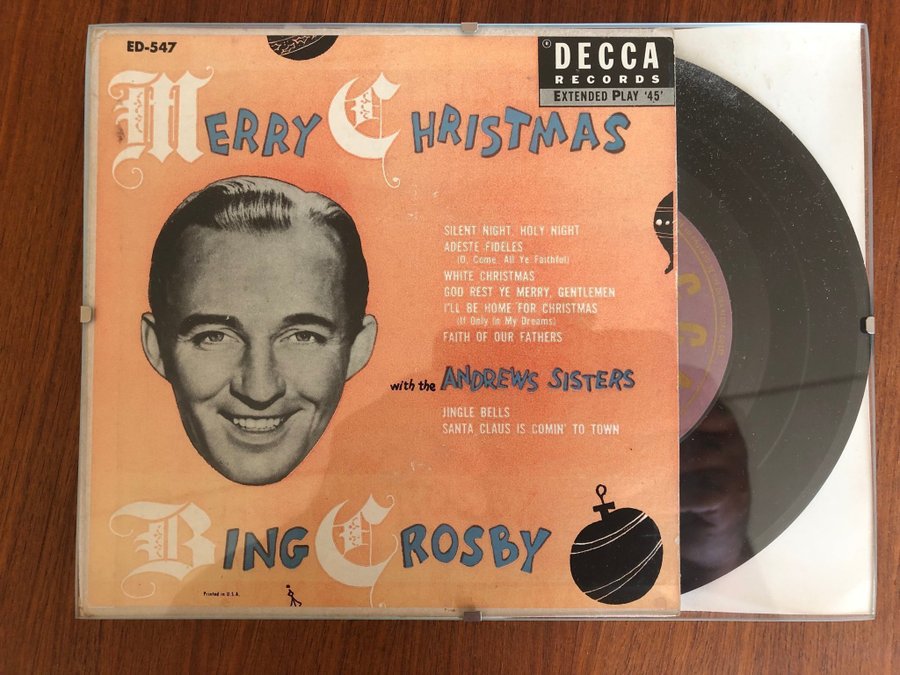 ED-547
DECCA
RECORDS
EXTENDED PLAY '45'
MERRY CHRISTMAS
SILENT NIGHT, HOLY NIGHT
ADESTE FIDELES
(O, Come, All Ye Faithful)
WHITE CHRISTMAS
GOD REST YE MERRY, GENTLEMEN
I'LL BE HOME FOR CHRISTMAS
(If Only In My Dreams)
FAITH OF OUR FATHERS
with the ANDREWS SISTERS
JINGLE BELLS
SANTA CLAUS IS COMIN' TO TOWN
BING CROSBY
Printed in U.S.A.